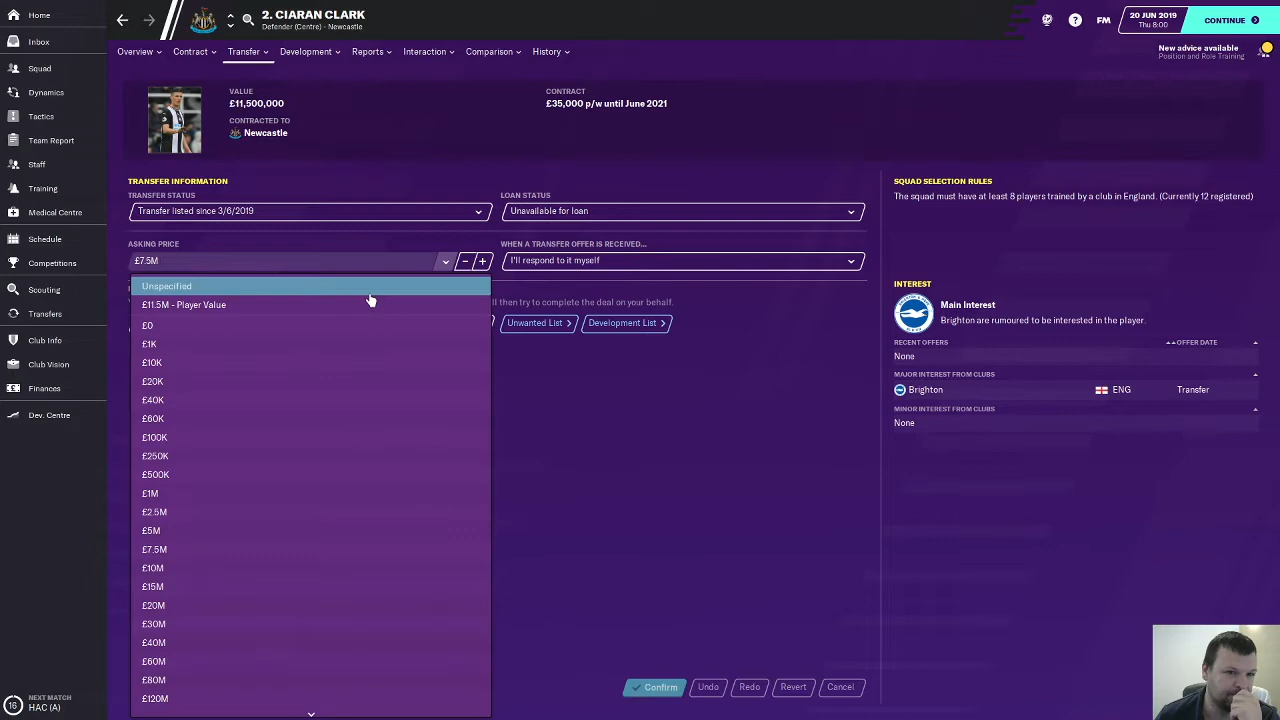 2. CIARAN CLARK
Defender (Centre) - Newcastle
FM
20 JUN 2019
Thu 8:00
CONTINUE
Home
Inbox
Squad
Dynamics
Tactics
Team Report
Staff
Training
Medical Centre
Schedule
Competitions
Scouting
Transfers
Club Info
Club Vision
Finances
Dev. Centre
NEXT MATCH
16 HAC (A)
Overview
Contract
Transfer
Development
Reports
Interaction
Comparison
History
New advice available
Position and Role Training
VALUE
£11,500,000
CONTRACTED TO
Newcastle
CONTRACT
£35,000 p/w until June 2021
TRANSFER INFORMATION
TRANSFER STATUS
Transfer listed since 3/6/2019
LOAN STATUS
Unavailable for loan
ASKING PRICE
£7.5M
WHEN A TRANSFER OFFER IS RECEIVED...
I'll respond to it myself
ll then try to complete the deal on your behalf.
Unwanted List
Development List
Unspecified
£11.5M - Player Value
£0
£1K
£10K
£20K
£40K
£60K
£100K
£250K
£500K
£1M
£2.5M
£5M
£7.5M
£10M
£15M
£20M
£30M
£40M
£60M
£80M
£120M
Confirm
Undo
Redo
Revert
Cancel
SQUAD SELECTION RULES
The squad must have at least 8 players trained by a club in England. (Currently 12 registered)
INTEREST
Main Interest
Brighton are rumoured to be interested in the player.
RECENT OFFERS
OFFER DATE
None
MAJOR INTEREST FROM CLUBS
Brighton
ENG
Transfer
MINOR INTEREST FROM CLUBS
None